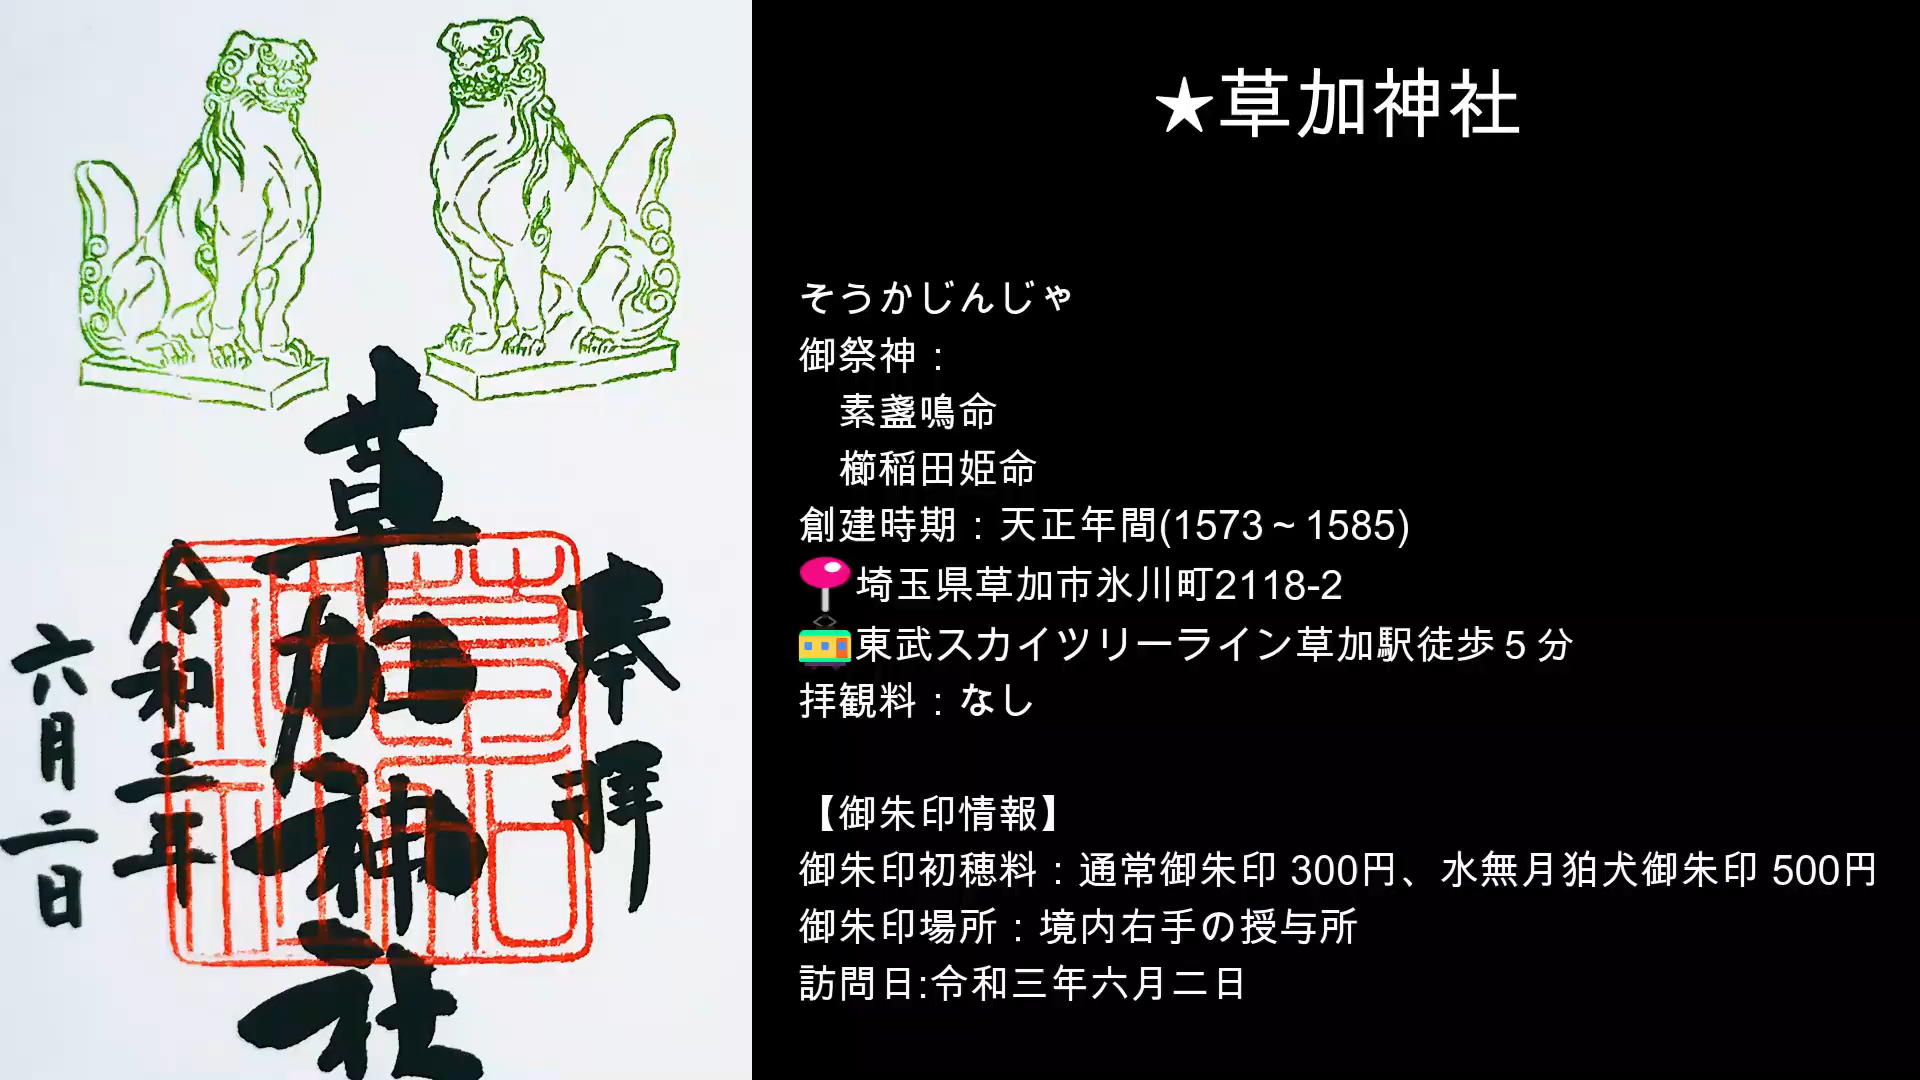 ★草加神社
そうかじんじゃ
御祭神：
素盞鳴命
櫛稲田姫命
創建時期：天正年間(1573～1585)
埼玉県草加市氷川町2118-2
東武スカイツリーライン草加駅徒歩５分
拝観料：なし
【御朱印情報】
御朱印初穂料：通常御朱印 300円、水無月狛犬御朱印 500円
御朱印場所：境内右手の授与所
訪問日:令和三年六月二日
奉拝
草加神社
令和三年
六月二日